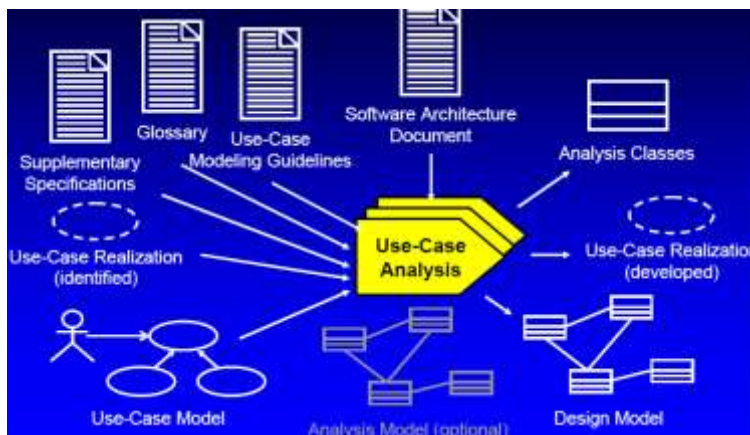 Glossary
Supplementary
Specifications
Use-Case
Modeling Guidelines
Software Architecture
Document
Analysis Classes
Use-Case Realization
(identified)
Use-Case
Analysis
Use-Case Realization
(developed)
Use-Case Model
Analysis Model (optional)
Design Model